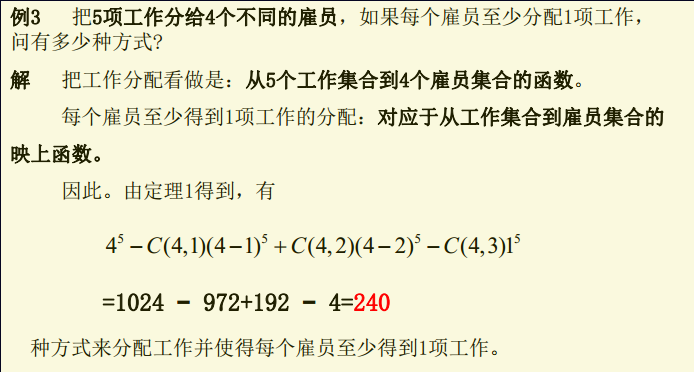 例3 把5项工作分给4个不同的雇员，如果每个雇员至少分配1项工作，
问有多少种方式?
解 把工作分配看做是：从5个工作集合到4个雇员集合的函数。
每个雇员至少得到1项工作的分配：对应于从工作集合到雇员集合的
映上函数。
因此。由定理1得到，有
4⁵ − C(4,1)(4−1)⁵ + C(4,2)(4−2)⁵ − C(4,3)1⁵
=1024 − 972+192 − 4=240
种方式来分配工作并使得每个雇员至少得到1项工作。